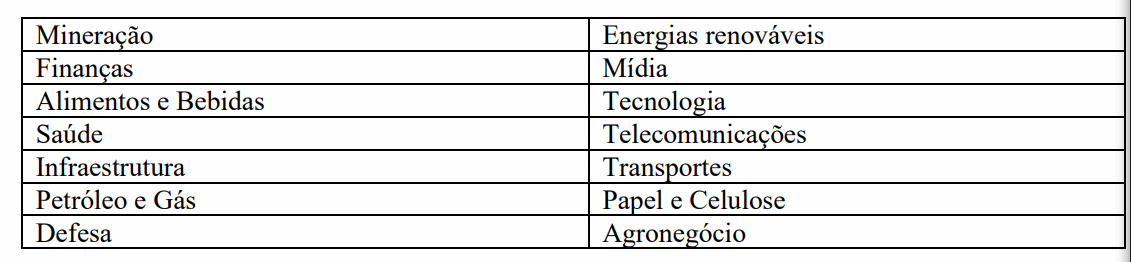 Mineração Energias renováveis
Finanças Mídia
Alimentos e Bebidas Tecnologia
Saúde Telecomunicações
Infraestrutura Transportes
Petróleo e Gás Papel e Celulose
Defesa Agronegócio